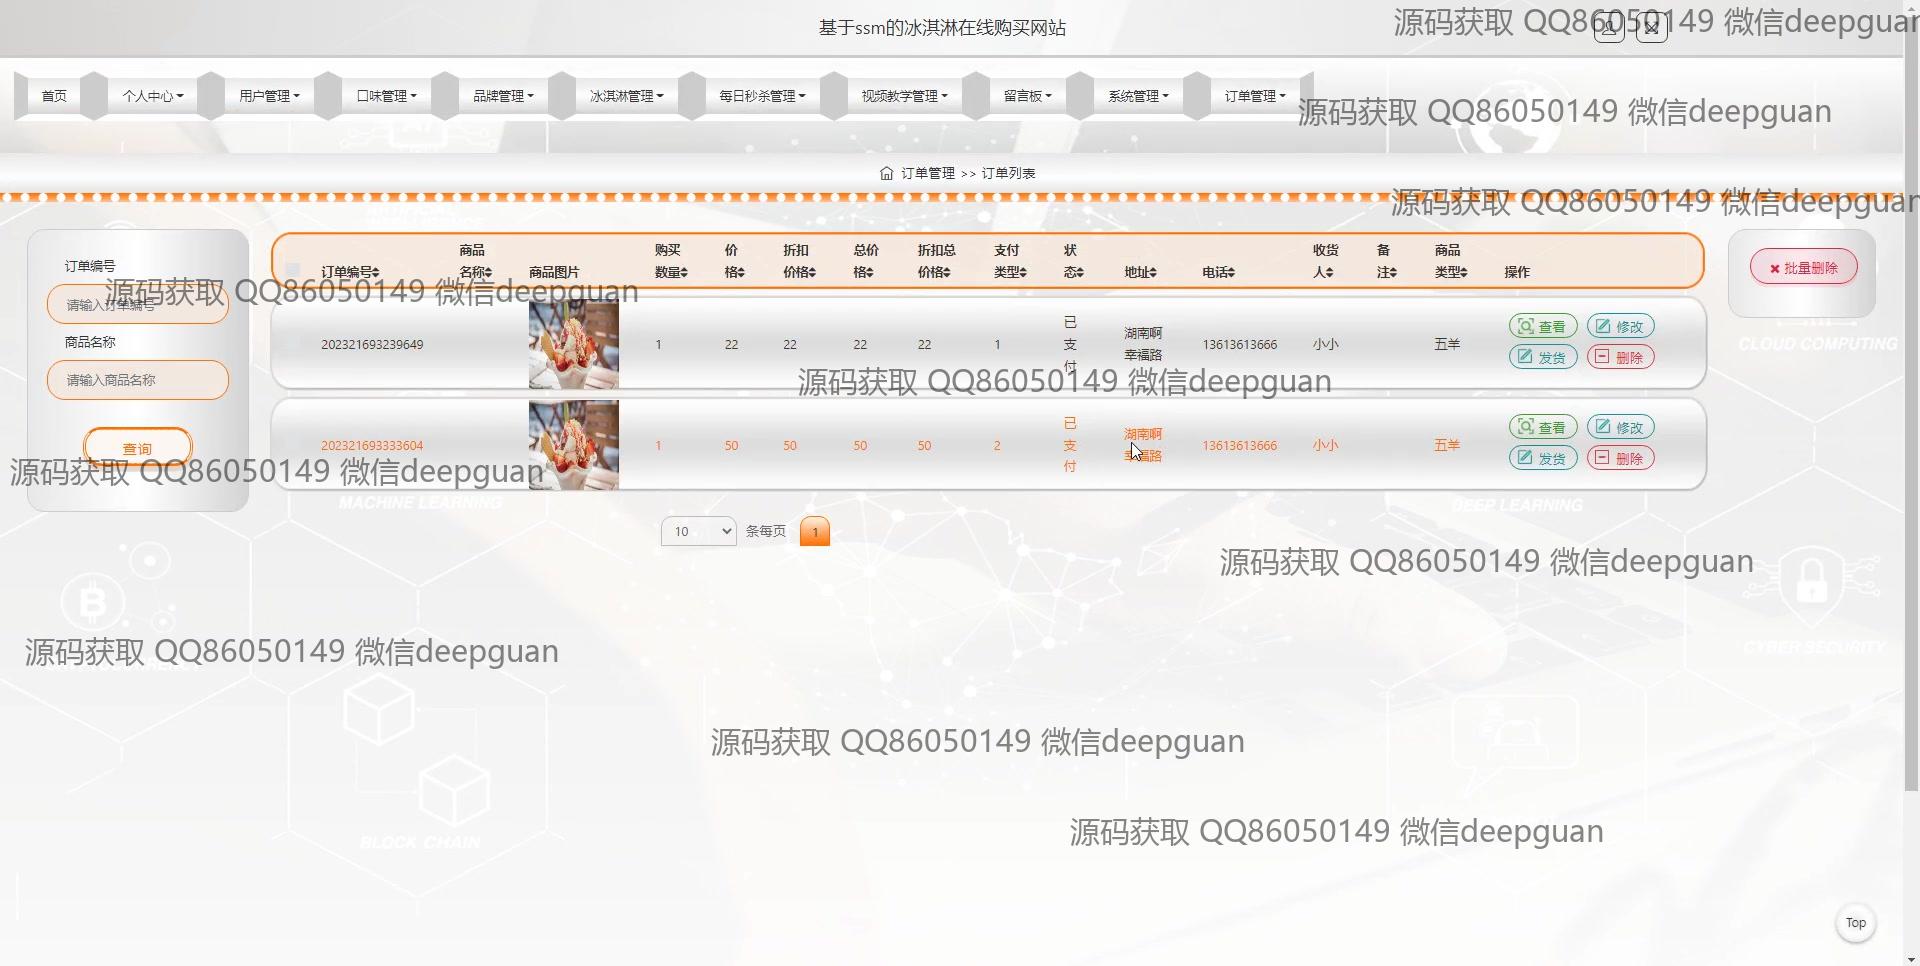 基于ssm的冰淇淋在线购买网站
源码获取 QQ86050149 微信deepguan
首页 个人中心 用户管理 口味管理 品牌管理 冰淇淋管理 每日秒杀管理 视频教学管理 留言板 系统管理 订单管理
源码获取 QQ86050149 微信deepguan
订单管理 >> 订单列表
源码获取 QQ86050149 微信deepguan
订单编号
请输入订单编号
商品名称
请输入商品名称
查询
订单编号 商品名称 商品图片 购买数量 价格 折扣价格 总价格 折扣总价格 支付类型 状态 地址 电话 收货人 备注 商品类型 操作
源码获取 QQ86050149 微信deepguan
202321693239649 1 22 22 22 22 1 已支付 湖南啊幸福路 13613613666 小小 五羊 查看 修改 发货 删除
源码获取 QQ86050149 微信deepguan
202321693333604 1 50 50 50 50 2 已支付 湖南啊幸福路 13613613666 小小 五羊 查看 修改 发货 删除
批量删除
CLOUD COMPUTING
源码获取 QQ86050149 微信deepguan
MACHINE LEARNING
DEEP LEARNING
10 条每页 1
源码获取 QQ86050149 微信deepguan
CYBER SECURITY
源码获取 QQ86050149 微信deepguan
源码获取 QQ86050149 微信deepguan
源码获取 QQ86050149 微信deepguan
BLOCK CHAIN
Top